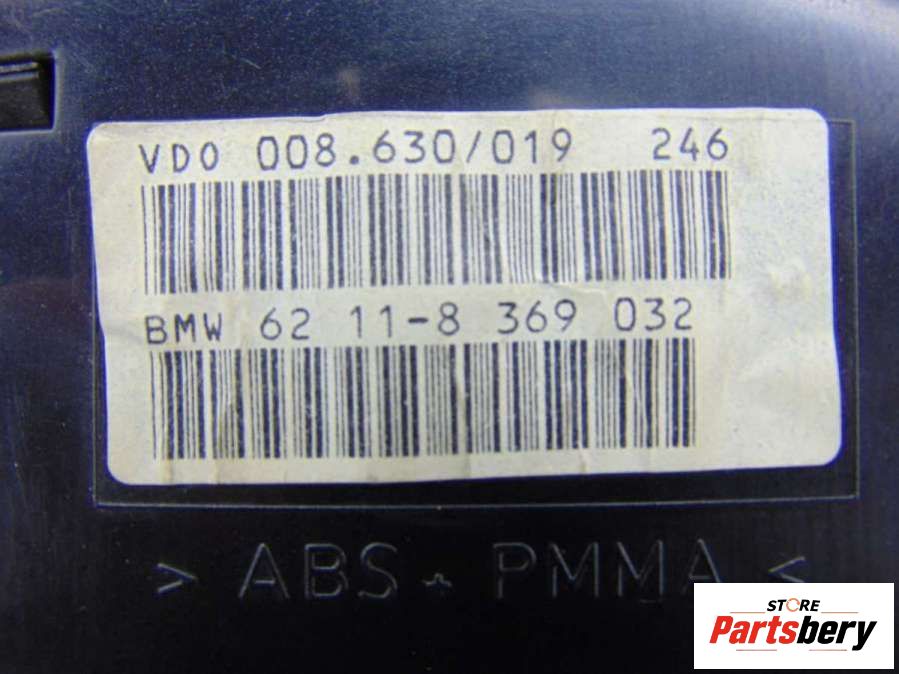 VDO 008.630/019 246
BMW 62 11-8 369 032
> ABS + PMMA <
STORE
Partsbery